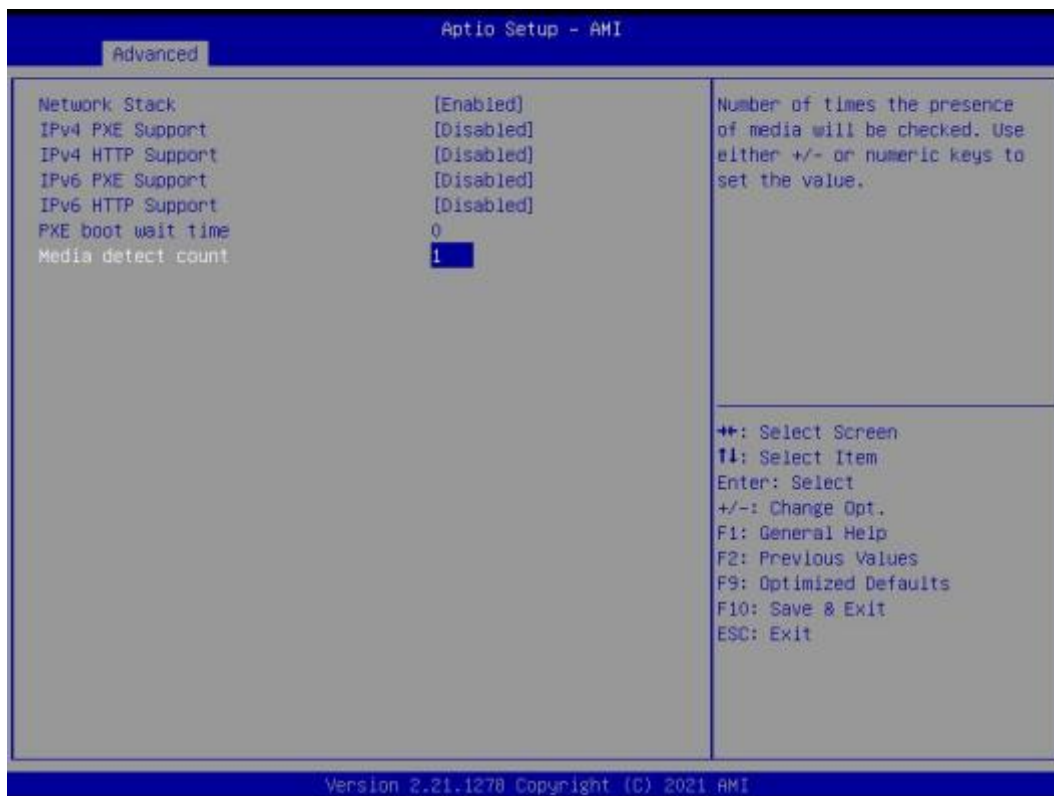 Aptio Setup - AMI
Advanced
Network Stack [Enabled]
IPv4 PXE Support [Disabled]
IPv4 HTTP Support [Disabled]
IPv6 PXE Support [Disabled]
IPv6 HTTP Support [Disabled]
PXE boot wait time 0
Media detect count 1
Number of times the presence
of media will be checked. Use
either +/- or numeric keys to
set the value.
→←: Select Screen
↑↓: Select Item
Enter: Select
+/-: Change Opt.
F1: General Help
F2: Previous Values
F9: Optimized Defaults
F10: Save & Exit
ESC: Exit
Version 2.21.1278 Copyright (C) 2021 AMI